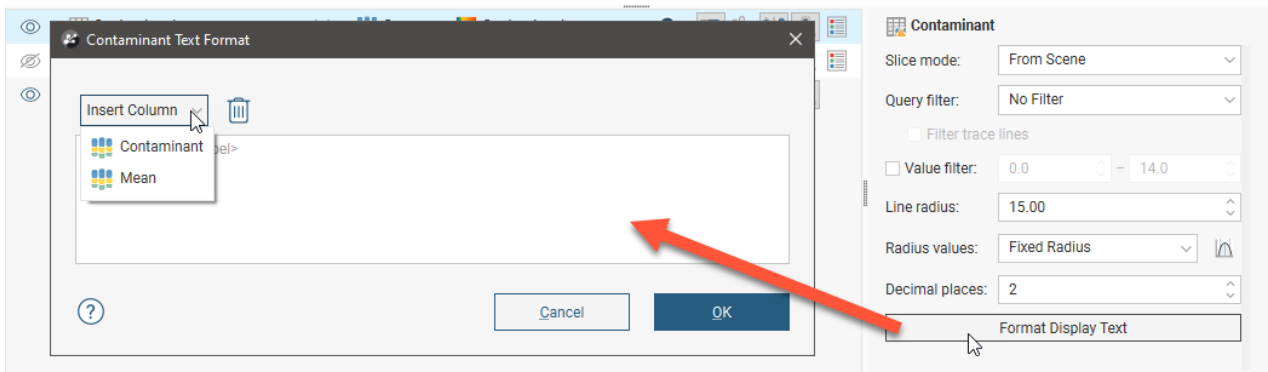 Contaminant Text Format
Insert Column
Contaminant
Mean
Cancel
OK
?
Contaminant
Slice mode:
From Scene
Query filter:
No Filter
Filter trace lines
Value filter:
0.0
–
14.0
Line radius:
15.00
Radius values:
Fixed Radius
Decimal places:
2
Format Display Text